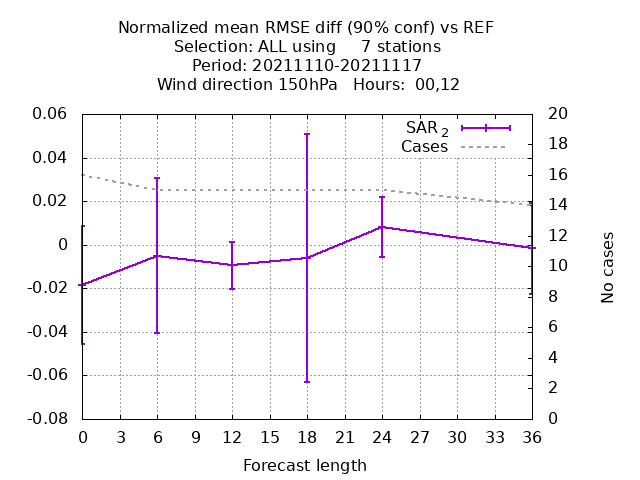 Normalized mean RMSE diff (90% conf) vs REF
Selection: ALL using     7 stations
Period: 20211110-20211117
Wind direction 150hPa   Hours:  00,12
SAR 2
Cases
0.06
0.04
0.02
0
-0.02
-0.04
-0.06
-0.08
20
18
16
14
12
10
8
6
4
2
0
No cases
0 3 6 9 12 15 18 21 24 27 30 33 36
Forecast length